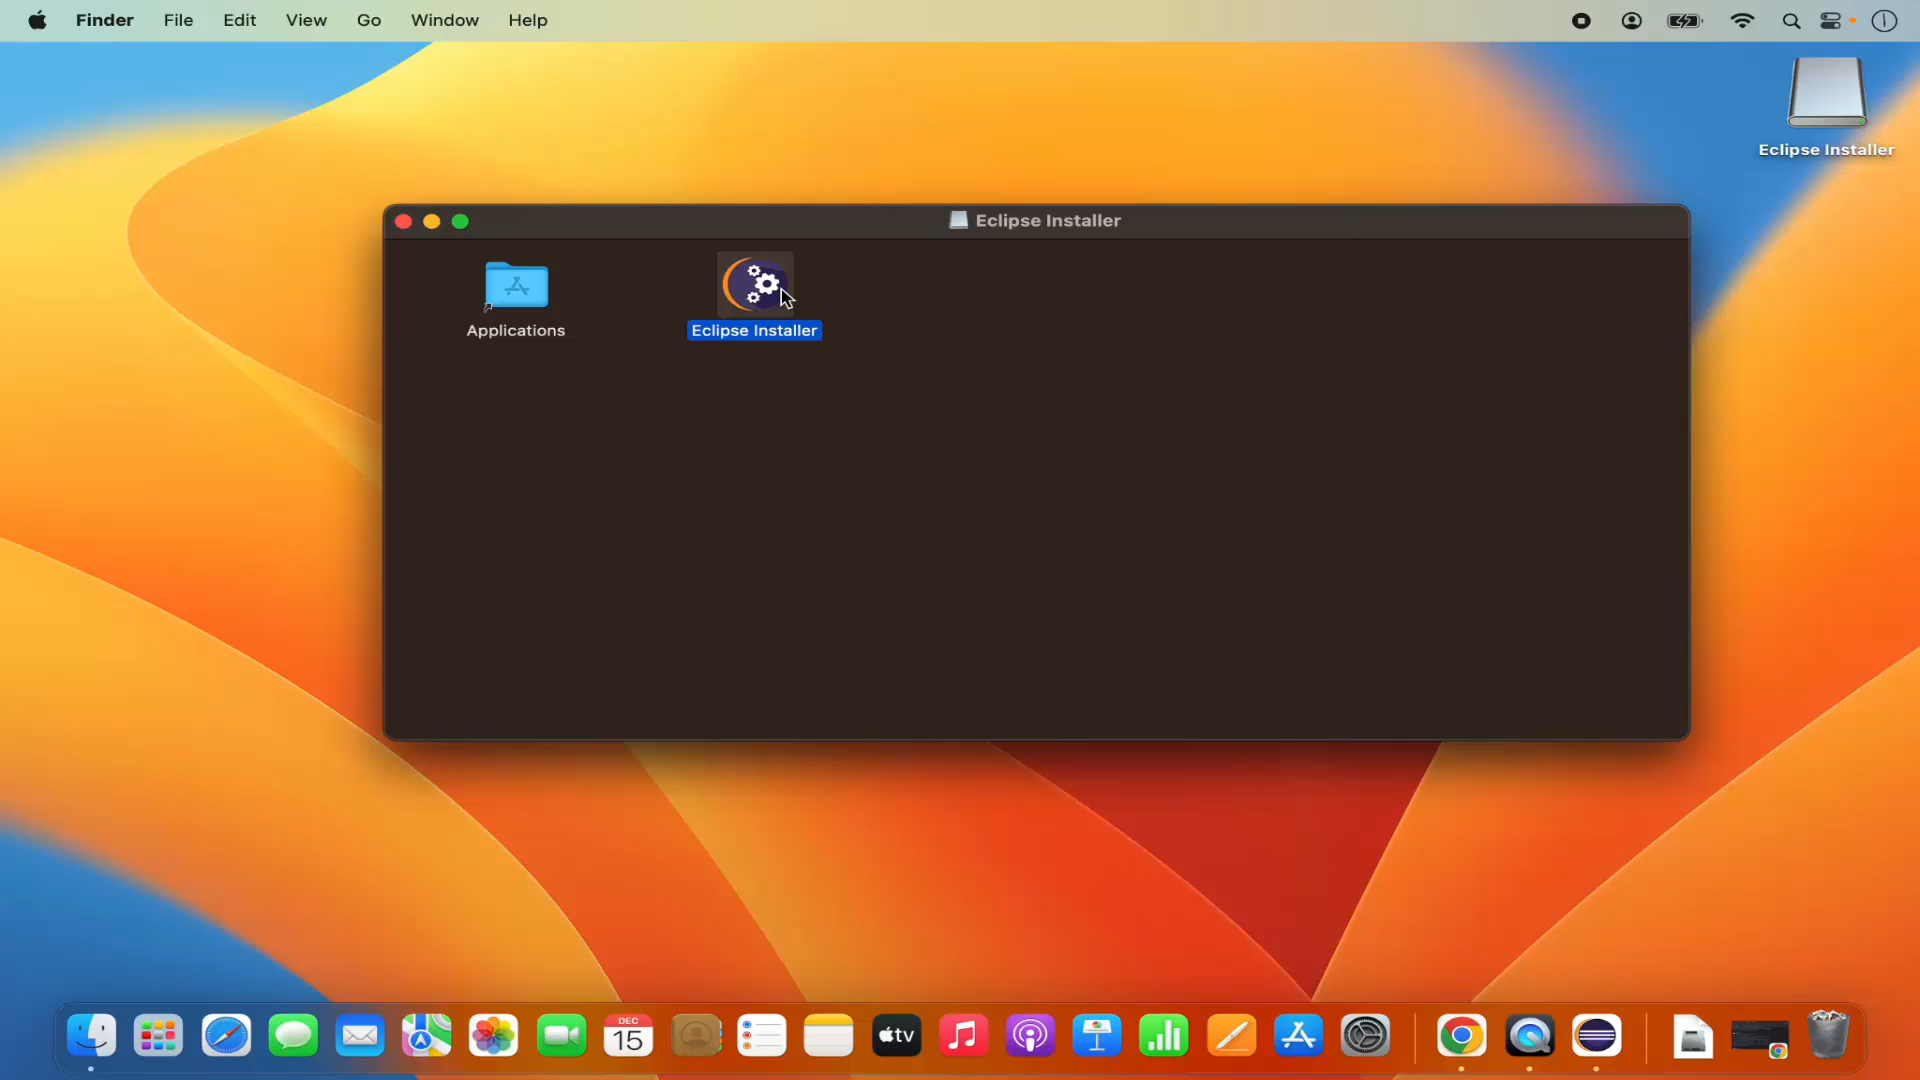 Finder File Edit View Go Window Help
Eclipse Installer
Eclipse Installer
Applications Eclipse Installer
DEC
15
tv